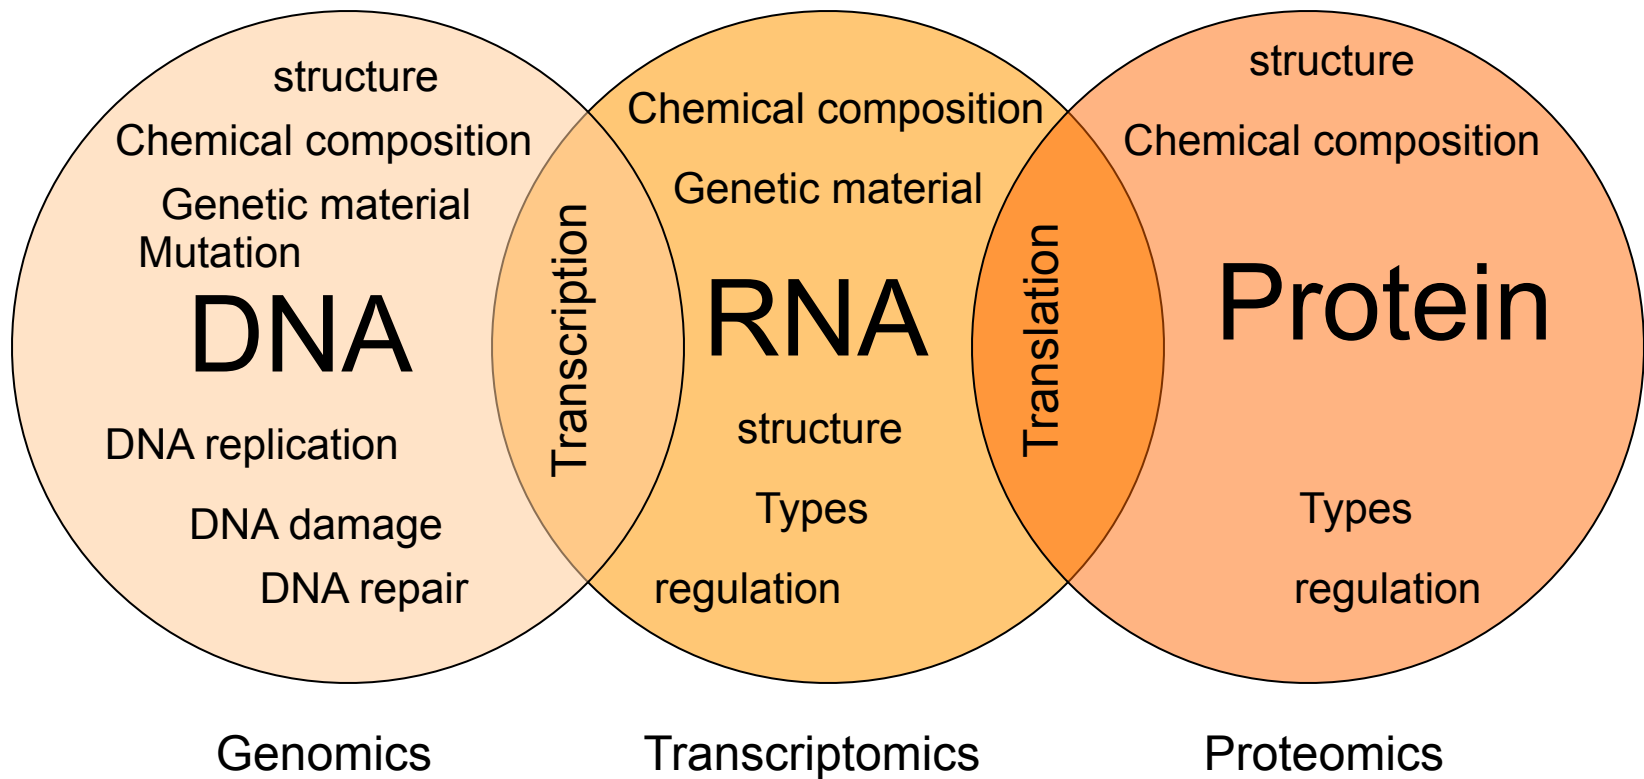 structure
Chemical composition
Genetic material
Mutation
DNA
DNA replication
DNA damage
DNA repair
Transcription
Chemical composition
Genetic material
RNA
structure
Types
regulation
Translation
structure
Chemical composition
Protein
Types
regulation
Genomics
Transcriptomics
Proteomics